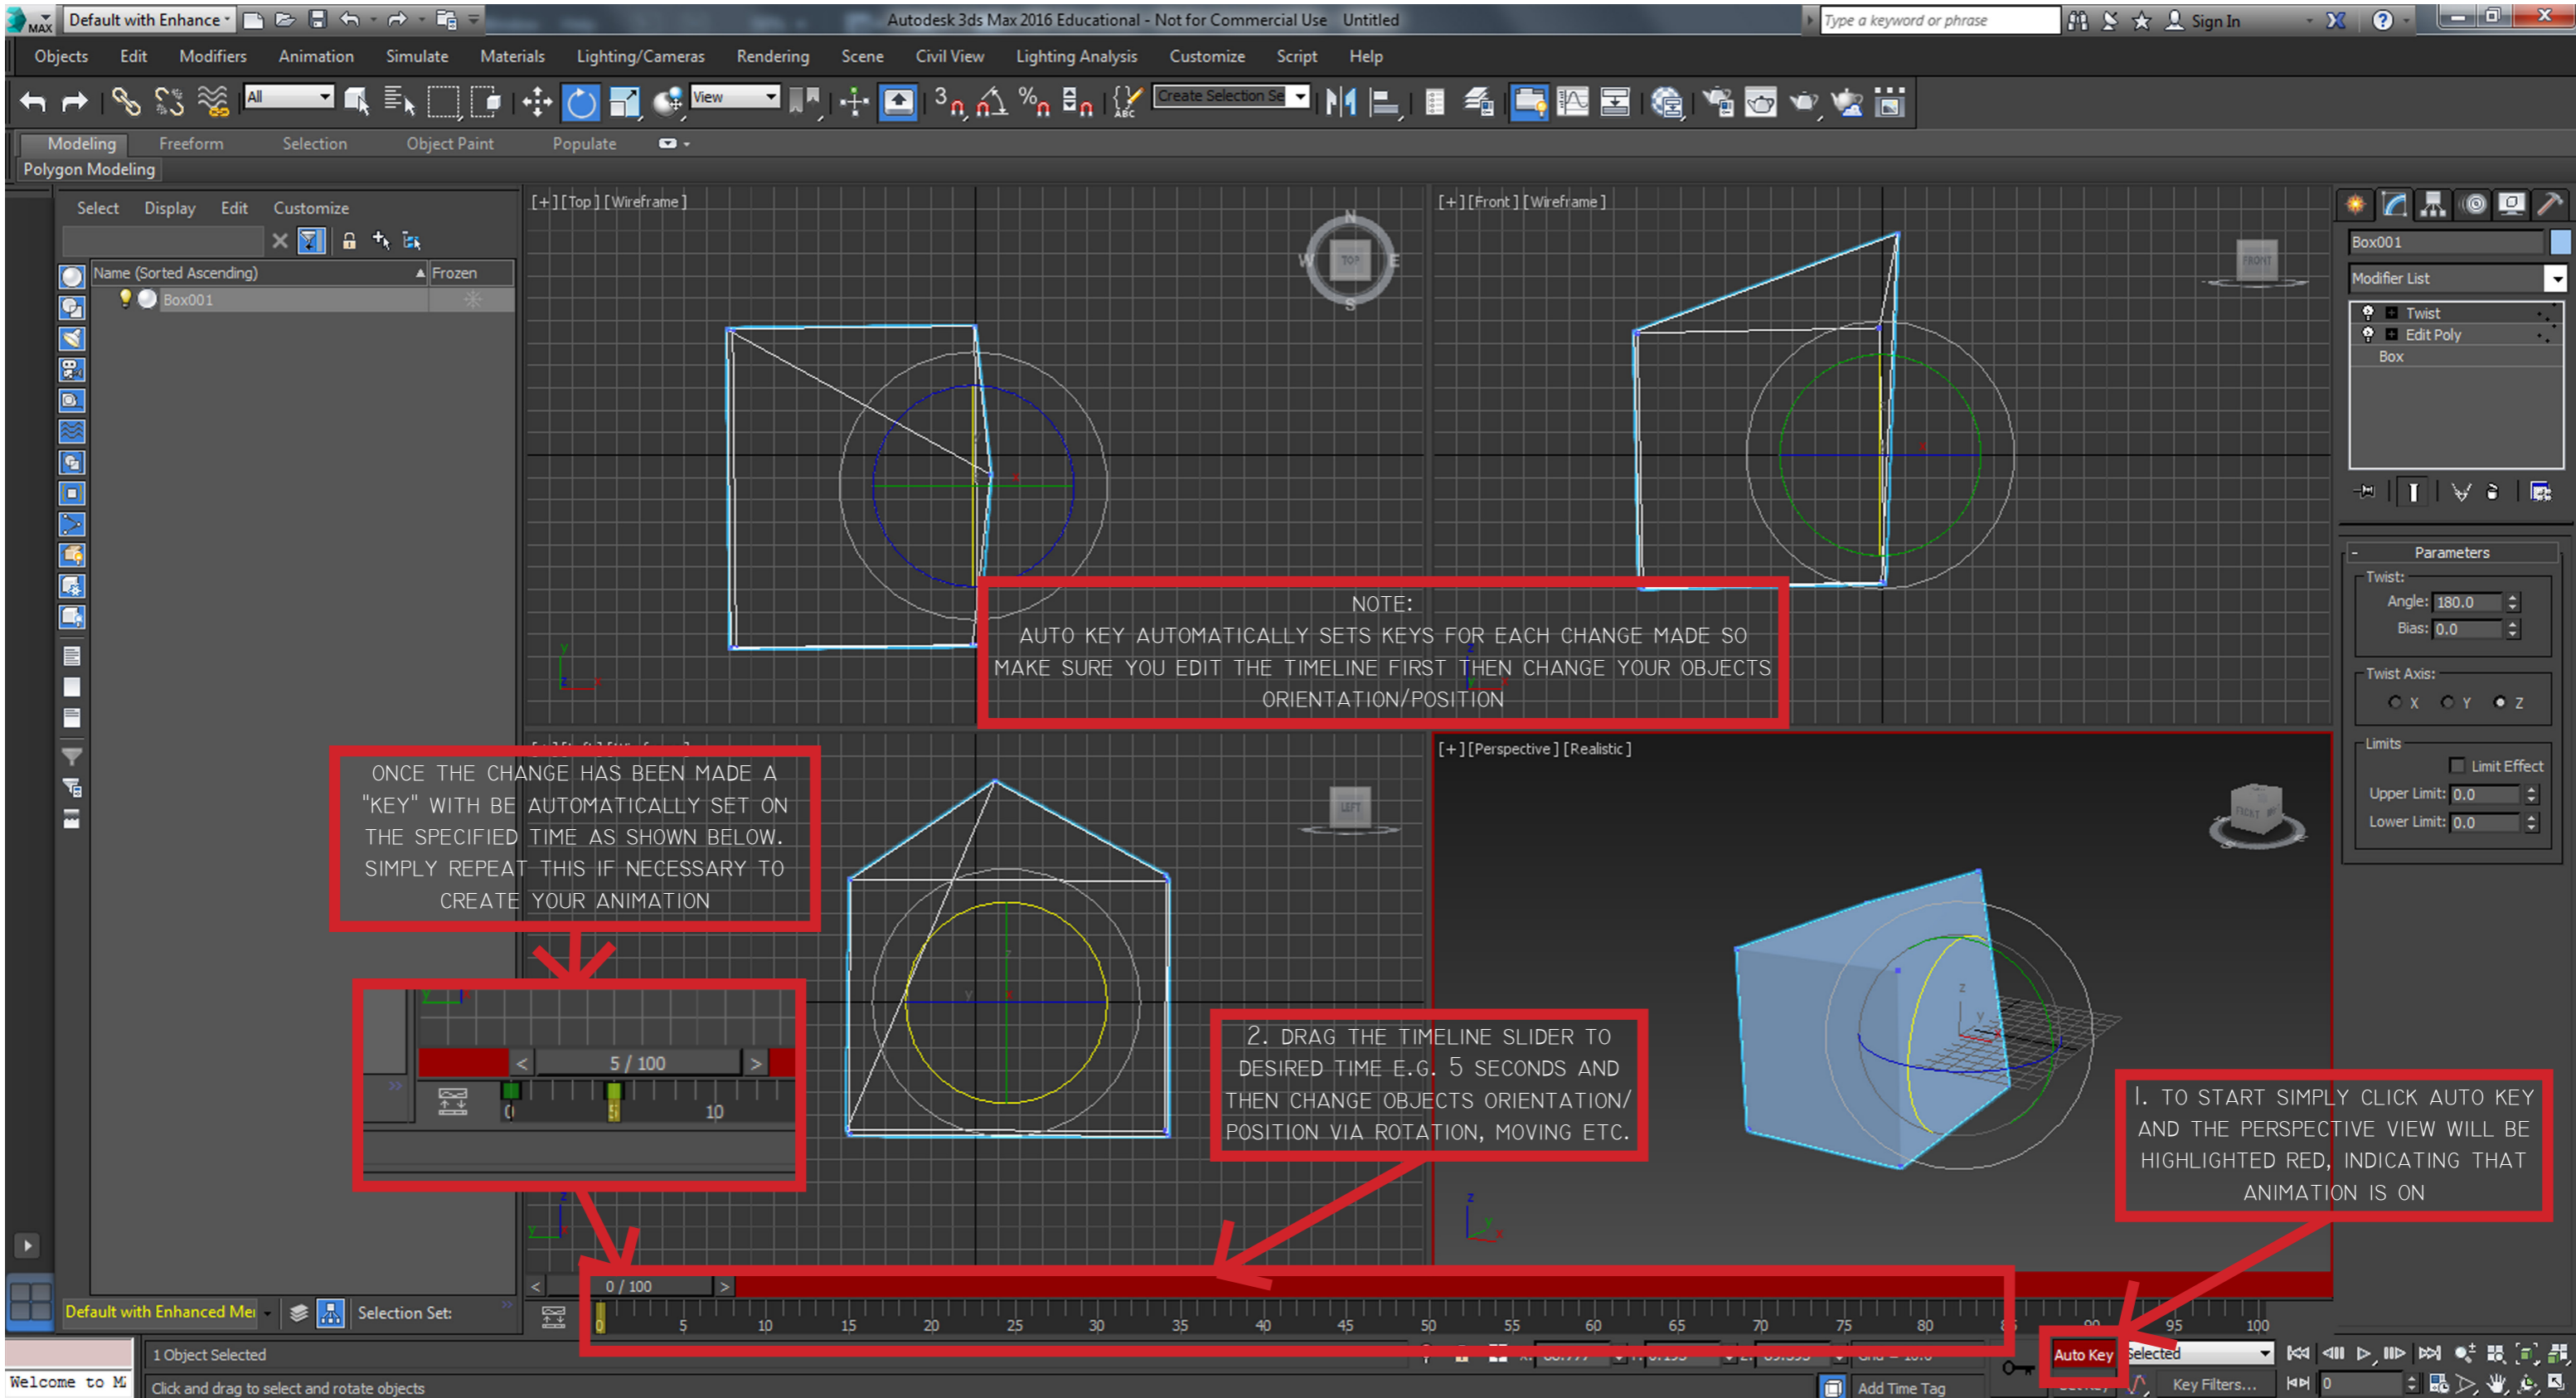 MAX
Default with Enhance
Autodesk 3ds Max 2016 Educational - Not for Commercial Use Untitled
Type a keyword or phrase
Sign In
Objects Edit Modifiers Animation Simulate Materials Lighting/Cameras Rendering Scene Civil View Lighting Analysis Customize Script Help
All
View
3
%
ABC
Create Selection Se
Modeling Freeform Selection Object Paint Populate
Polygon Modeling
Select Display Edit Customize
Name (Sorted Ascending)
Frozen
Box001
[+][Top][Wireframe]
N
W TOP E
S
[+][Front][Wireframe]
FRONT
Box001
Modifier List
Twist
Edit Poly
Box
Parameters
Twist:
Angle: 180.0
Bias: 0.0
Twist Axis:
X Y Z
Limits
Limit Effect
Upper Limit: 0.0
Lower Limit: 0.0
NOTE:
AUTO KEY AUTOMATICALLY SETS KEYS FOR EACH CHANGE MADE SO
MAKE SURE YOU EDIT THE TIMELINE FIRST THEN CHANGE YOUR OBJECTS
ORIENTATION/POSITION
ONCE THE CHANGE HAS BEEN MADE A
"KEY" WITH BE AUTOMATICALLY SET ON
THE SPECIFIED TIME AS SHOWN BELOW.
SIMPLY REPEAT THIS IF NECESSARY TO
CREATE YOUR ANIMATION
LEFT
[+][Perspective][Realistic]
5 / 100
0 5 10
2. DRAG THE TIMELINE SLIDER TO
DESIRED TIME E.G. 5 SECONDS AND
THEN CHANGE OBJECTS ORIENTATION/
POSITION VIA ROTATION, MOVING ETC.
1. TO START SIMPLY CLICK AUTO KEY
AND THE PERSPECTIVE VIEW WILL BE
HIGHLIGHTED RED, INDICATING THAT
ANIMATION IS ON
0 / 100
Default with Enhanced Me
Selection Set:
0 5 10 15 20 25 30 35 40 45 50 55 60 65 70 75 80 85 90 95 100
1 Object Selected
Auto Key
Selected
Welcome to M
Click and drag to select and rotate objects
Add Time Tag
Key Filters...
0